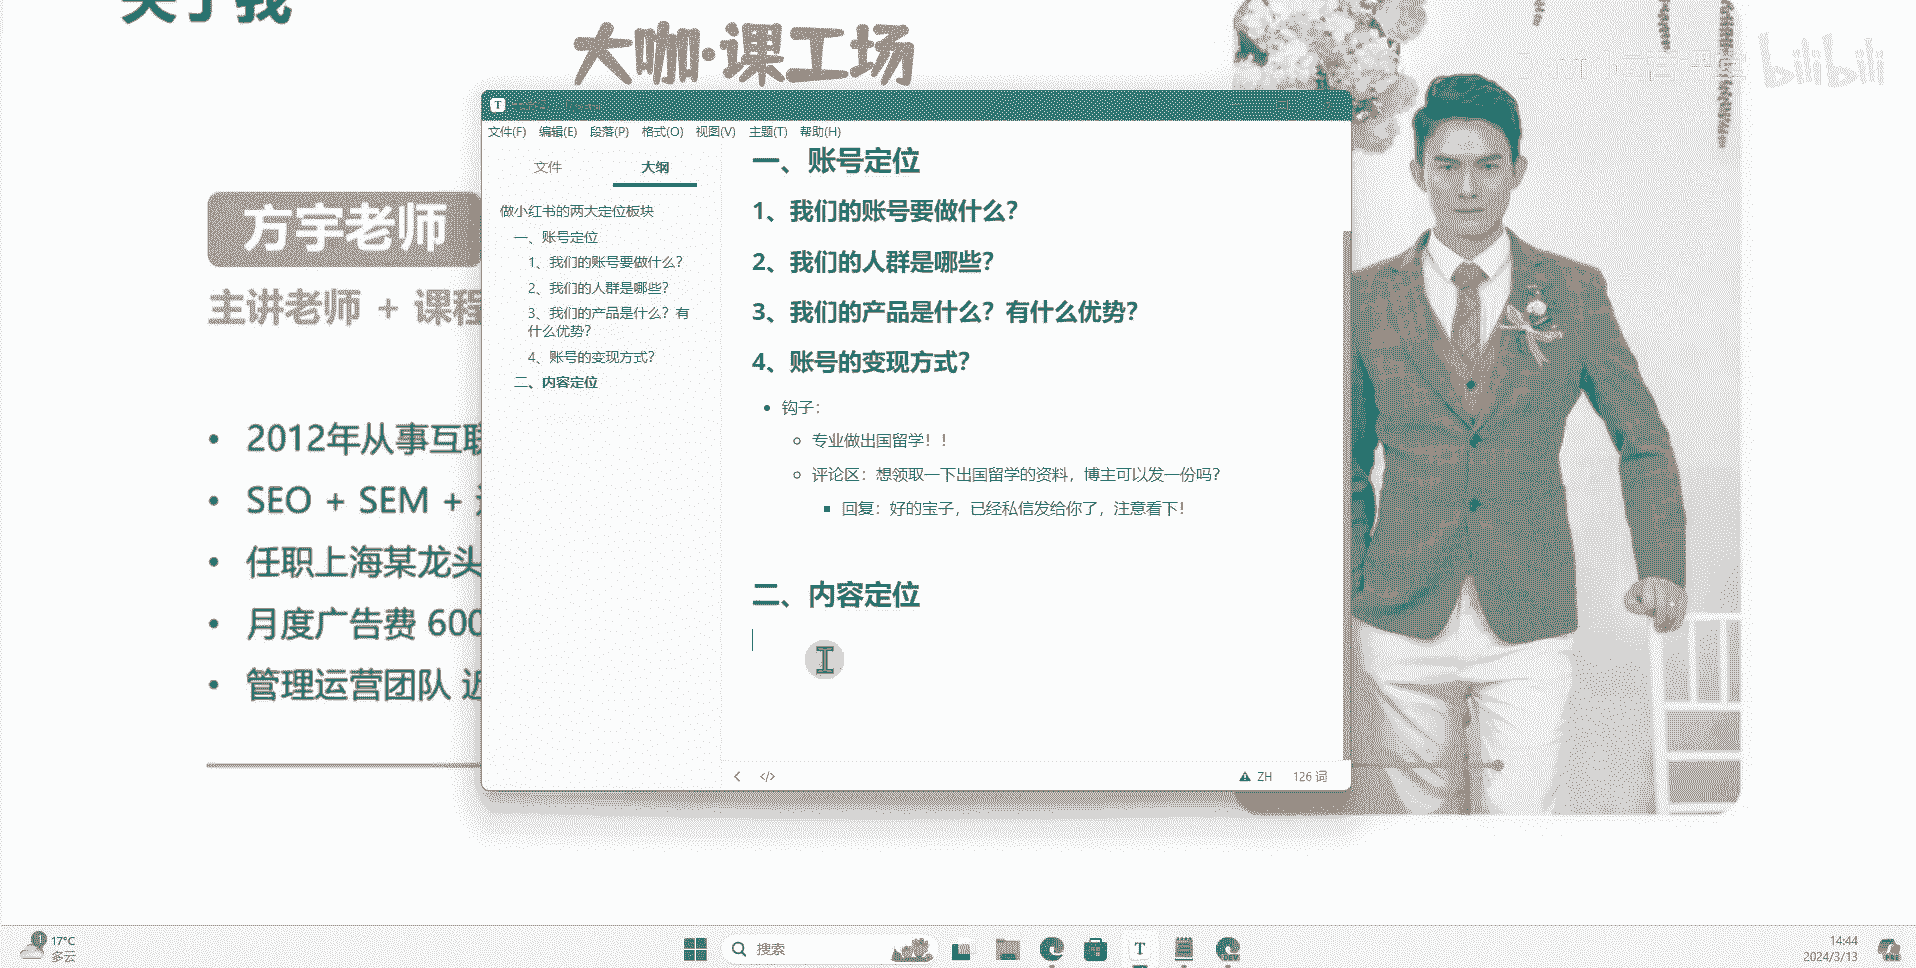 关于我
大咖·课工场
bilibili
方宇老师
主讲老师 + 课程
2012年从事互联
SEO + SEM +
任职上海某龙头
月度广告费 600
管理运营团队 近
文件(F) 编辑(E) 段落(P) 格式(O) 视图(V) 主题(T) 帮助(H)
文件 大纲
做小红书的两大定位板块
一、账号定位
1、我们的账号要做什么？
2、我们的人群是哪些？
3、我们的产品是什么？有
什么优势？
4、账号的变现方式？
二、内容定位
一、账号定位
1、我们的账号要做什么？
2、我们的人群是哪些？
3、我们的产品是什么？有什么优势？
4、账号的变现方式？
钩子：
专业做出国留学！！
评论区：想领取一下出国留学的资料，博主可以发一份吗？
回复：好的宝子，已经私信发给你了，注意看下！
二、内容定位
ZH 126 词
17°C
多云
搜索
14:44
2024/3/13